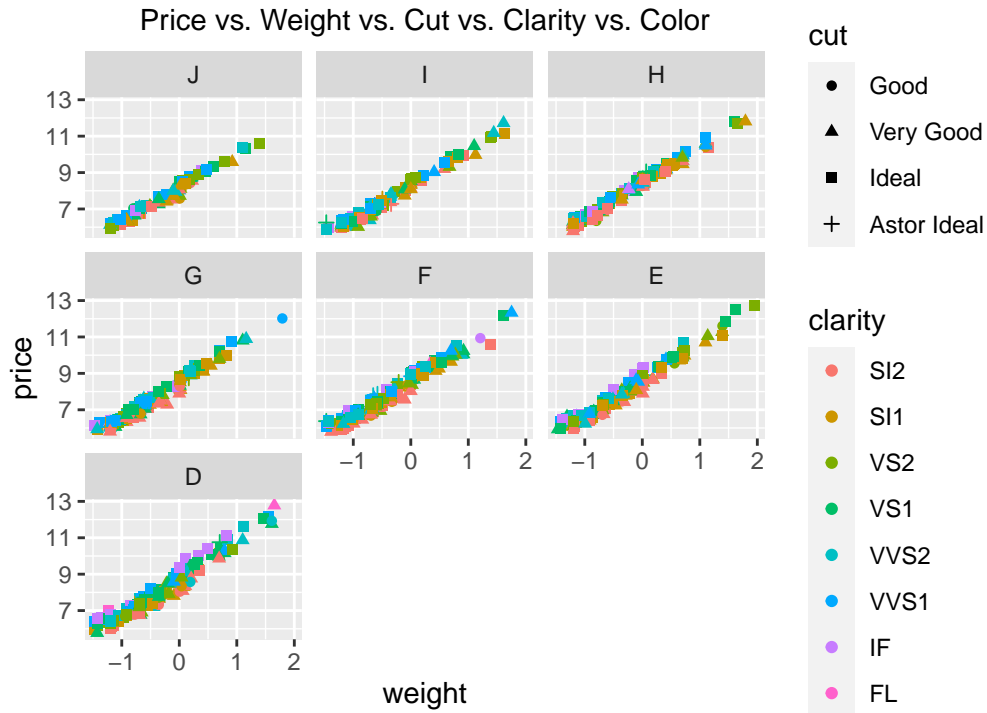 Price vs. Weight vs. Cut vs. Clarity vs. Color
J
I
H
13
11
9
7
G
F
E
13
11
9
7
−1
0
1
2
−1
0
1
2
D
13
11
9
7
−1
0
1
2
price
weight
cut
Good
Very Good
Ideal
Astor Ideal
clarity
SI2
SI1
VS2
VS1
VVS2
VVS1
IF
FL